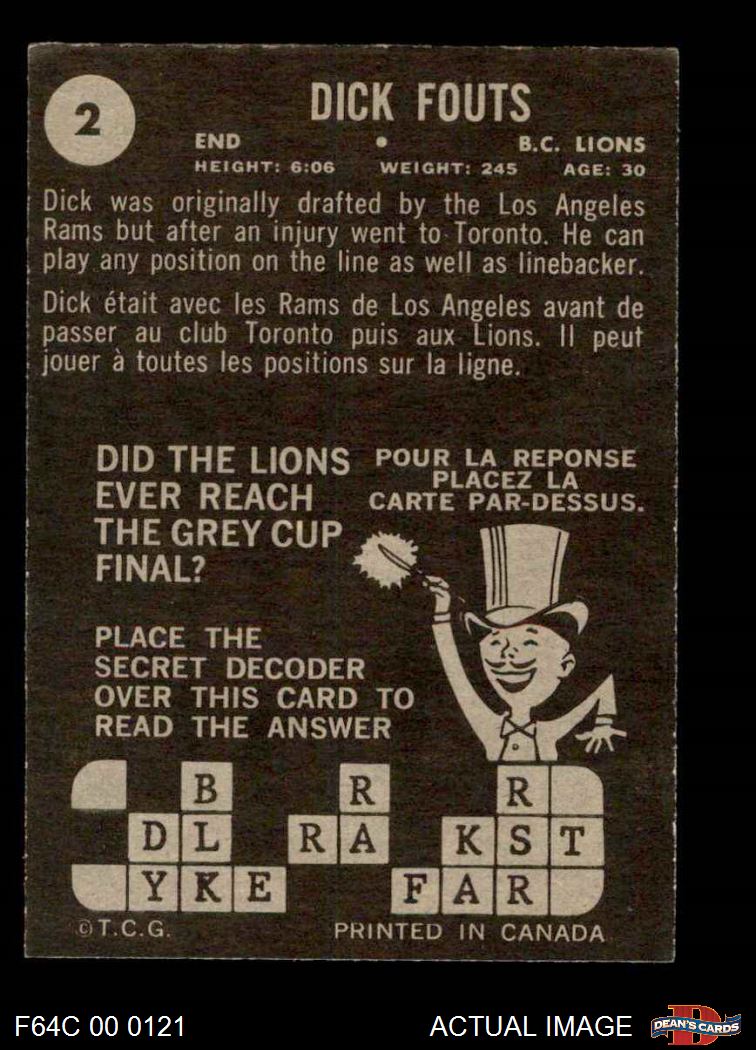 2
DICK FOUTS
END • B.C. LIONS
HEIGHT: 6:06 WEIGHT: 245 AGE: 30
Dick was originally drafted by the Los Angeles
Rams but after an injury went to Toronto. He can
play any position on the line as well as linebacker.
Dick était avec les Rams de Los Angeles avant de
passer au club Toronto puis aux Lions. Il peut
jouer à toutes les positions sur la ligne.
DID THE LIONS
EVER REACH
THE GREY CUP
FINAL?
POUR LA REPONSE
PLACEZ LA
CARTE PAR-DESSUS.
PLACE THE
SECRET DECODER
OVER THIS CARD TO
READ THE ANSWER
B R R
D L R A K S T
Y K E F A R
© T.C.G. PRINTED IN CANADA
F64C 00 0121 ACTUAL IMAGE D DEAN'S CARDS